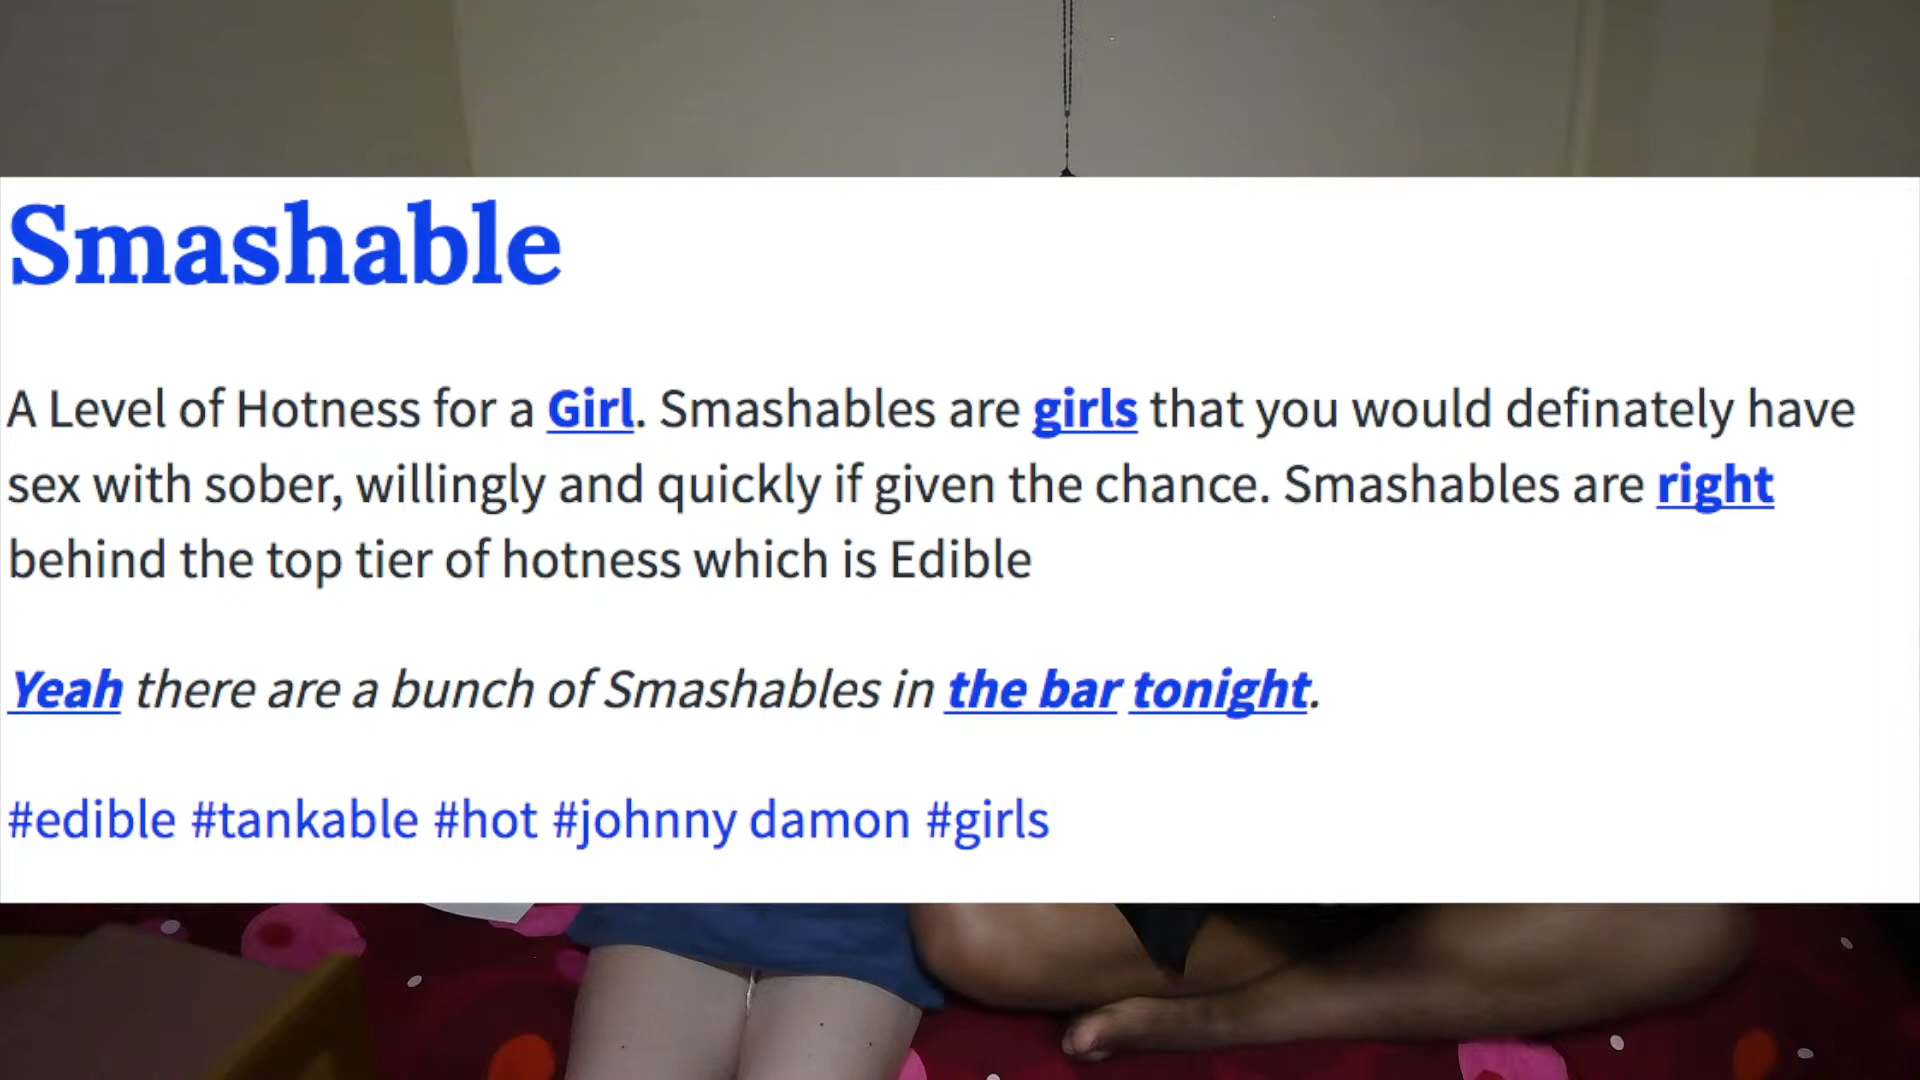 Smashable
A Level of Hotness for a Girl. Smashables are girls that you would definately have
sex with sober, willingly and quickly if given the chance. Smashables are right
behind the top tier of hotness which is Edible
Yeah there are a bunch of Smashables in the bar tonight.
#edible #tankable #hot #johnny damon #girls